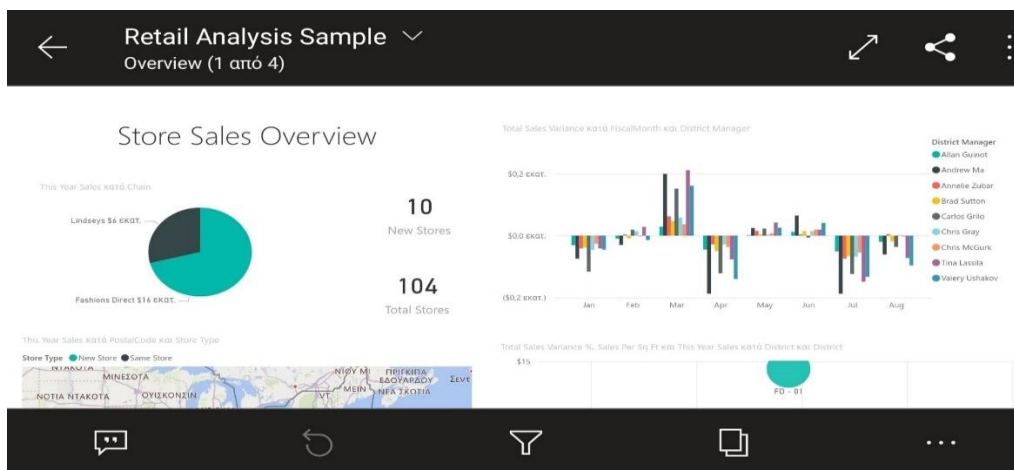 Retail Analysis Sample
Overview (1 από 4)
Store Sales Overview
This Year Sales κατά Chain
Lindseys $6 εκατ.
Fashions Direct $16 εκατ.
10
New Stores
104
Total Stores
This Year Sales κατά PostalCode και Store Type
Store Type New Store Same Store
ΜΙΝΕΣΟΤΑ
ΝΟΤΙΑ ΝΤΑΚΟΤΑ
ΟΥΙΣΚΟΝΣΙΝ
VT.
ΝΙΟΥ ΜΠ
ΜΕΙΝ
ΠΡΙΓΚΙΠΑ
ΕΔΟΥΑΡΔΟΥ
ΝΕΑ ΣΚΟΤΙΑ
Total Sales Variance κατά FiscalMonth και District Manager
$0,2 εκατ.
$0,0 εκατ.
($0,2 εκατ.)
Jan Feb Mar Apr May Jun Jul Aug
District Manager
Allan Guinot
Andrew Ma
Annelie Zubar
Brad Sutton
Carlos Grilo
Chris Gray
Chris McGurk
Tina Lassila
Valery Ushakov
Total Sales Variance %, Sales Per Sq Ft και This Year Sales κατά District και District
$15
FD - 01